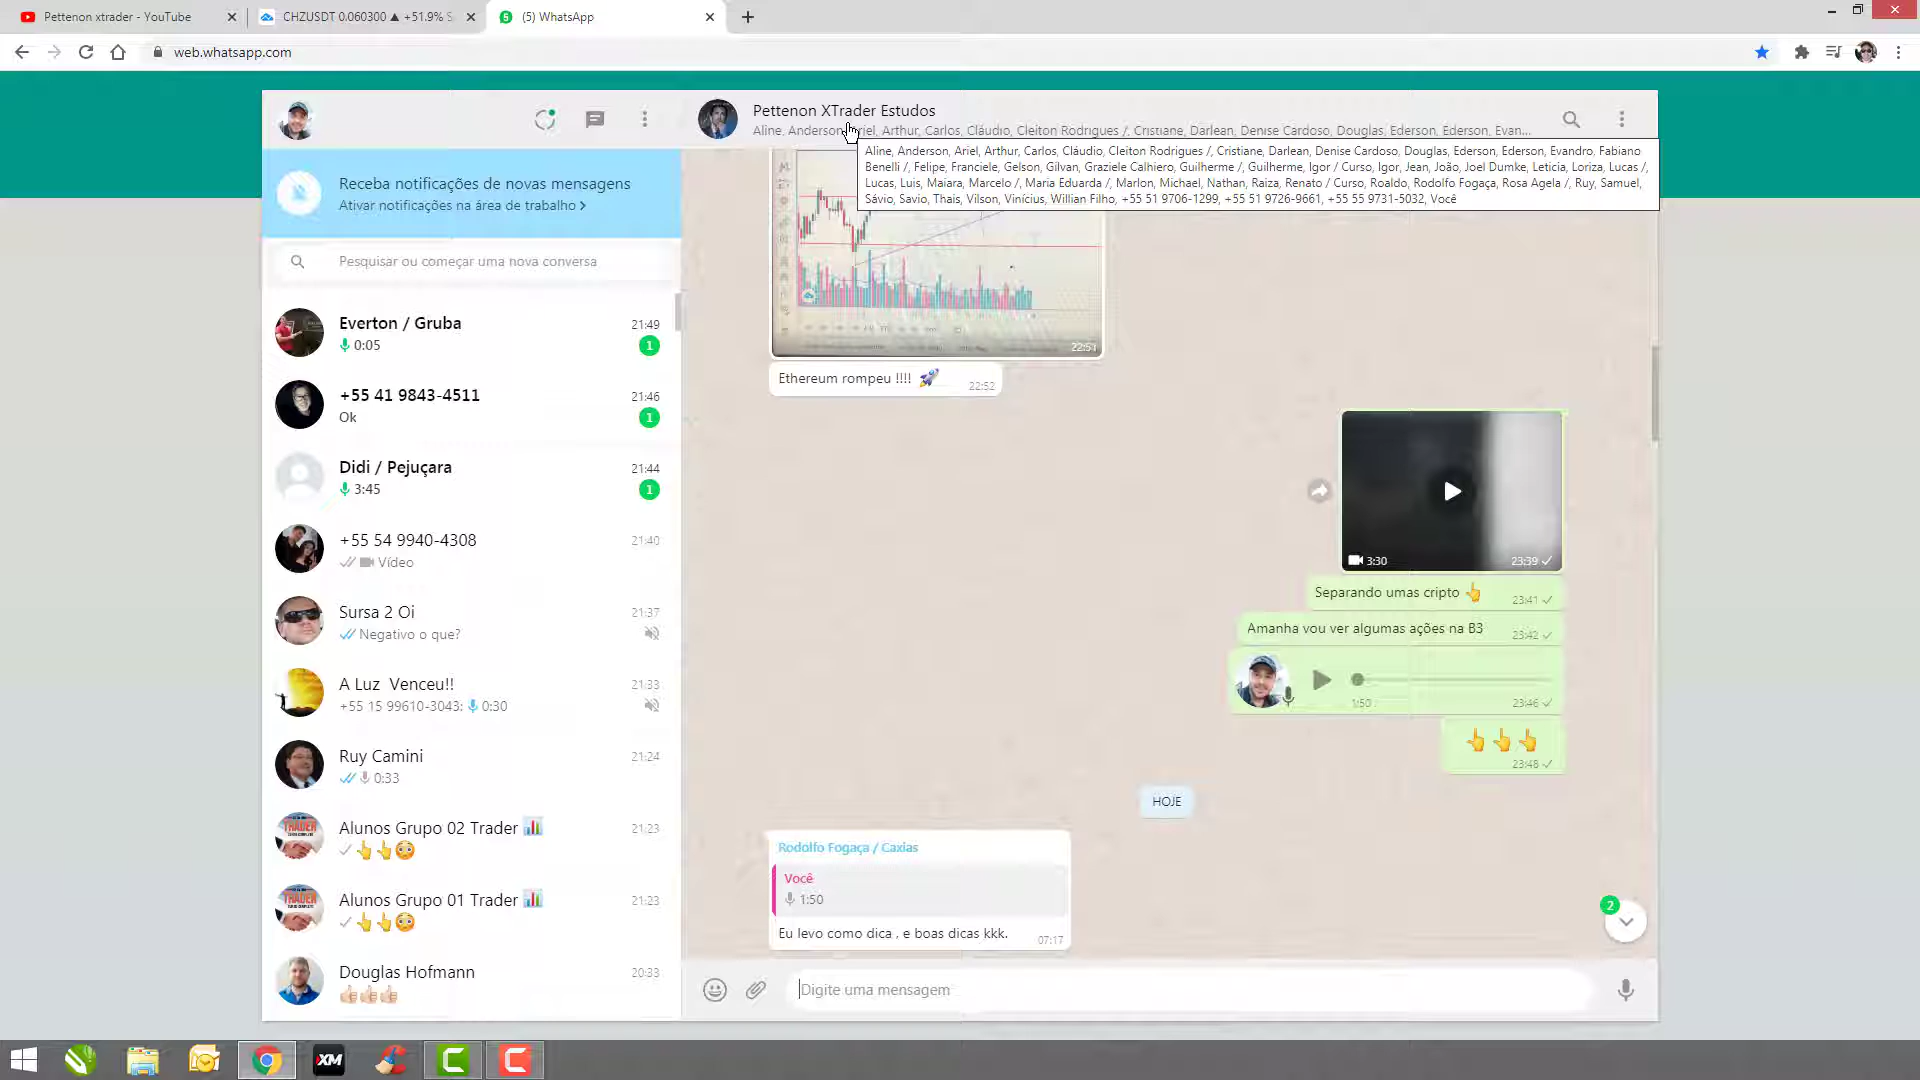 Pettenon xtrader - YouTube
CHZUSDT 0.060300 ▲ +51.9% S
(5) WhatsApp
web.whatsapp.com
Pettenon XTrader Estudos
Aline, Anderson, Ariel, Arthur, Carlos, Cláudio, Cleiton Rodrigues /, Cristiane, Darlean, Denise Cardoso, Douglas, Ederson, Ederson, Evan...
Aline, Anderson, Ariel, Arthur, Carlos, Cláudio, Cleiton Rodrigues /, Cristiane, Darlean, Denise Cardoso, Douglas, Ederson, Ederson, Evandro, Fabiano
Benelli /, Felipe, Franciele, Gelson, Gilvan, Graziele Calhiero, Guilherme /, Guilherme, Igor / Curso, Igor, Jean, João, Joel Dumke, Leticia, Loriza, Lucas /,
Lucas, Luis, Maiara, Marcelo /, Maria Eduarda /, Marlon, Michael, Nathan, Raiza, Renato / Curso, Roaldo, Rodolfo Fogaça, Rosa Agela /, Ruy, Samuel,
Sávio, Savio, Thais, Vilson, Vinícius, Willian Filho, +55 51 9706-1299, +55 51 9726-9661, +55 55 9731-5032, Você
Receba notificações de novas mensagens
Ativar notificações na área de trabalho >
Pesquisar ou começar uma nova conversa
Everton / Gruba 21:49
0:05 1
+55 41 9843-4511 21:46
Ok 1
Didi / Pejuçara 21:44
3:45 1
+55 54 9940-4308 21:40
Vídeo
Sursa 2 Oi 21:37
Negativo o que?
A Luz Venceu!! 21:33
+55 15 99610-3043: 0:30
Ruy Camini 21:24
0:33
Alunos Grupo 02 Trader 📊 21:23
👆👆😳
Alunos Grupo 01 Trader 📊 21:23
👆👆😳
Douglas Hofmann 20:33
👍🏻👍🏻👍🏻
22:51
Ethereum rompeu !!!! 🚀 22:52
3:30 23:39
Separando umas cripto 👆 23:41
Amanha vou ver algumas ações na B3 23:42
1:50 23:46
👆👆👆
23:48
HOJE
Rodolfo Fogaça / Caxias
Você
1:50
Eu levo como dica , e boas dicas kkk. 07:17
2
Digite uma mensagem
XM